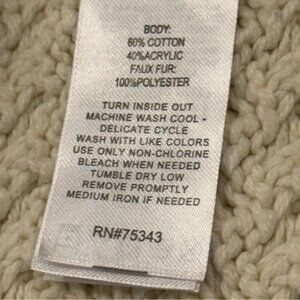 BODY:
60% COTTON
40%ACRYLIC
FAUX FUR:
100%POLYESTER
TURN INSIDE OUT
MACHINE WASH COOL -
DELICATE CYCLE
WASH WITH LIKE COLORS
USE ONLY NON-CHLORINE
BLEACH WHEN NEEDED
TUMBLE DRY LOW
REMOVE PROMPTLY
MEDIUM IRON IF NEEDED
RN#75343